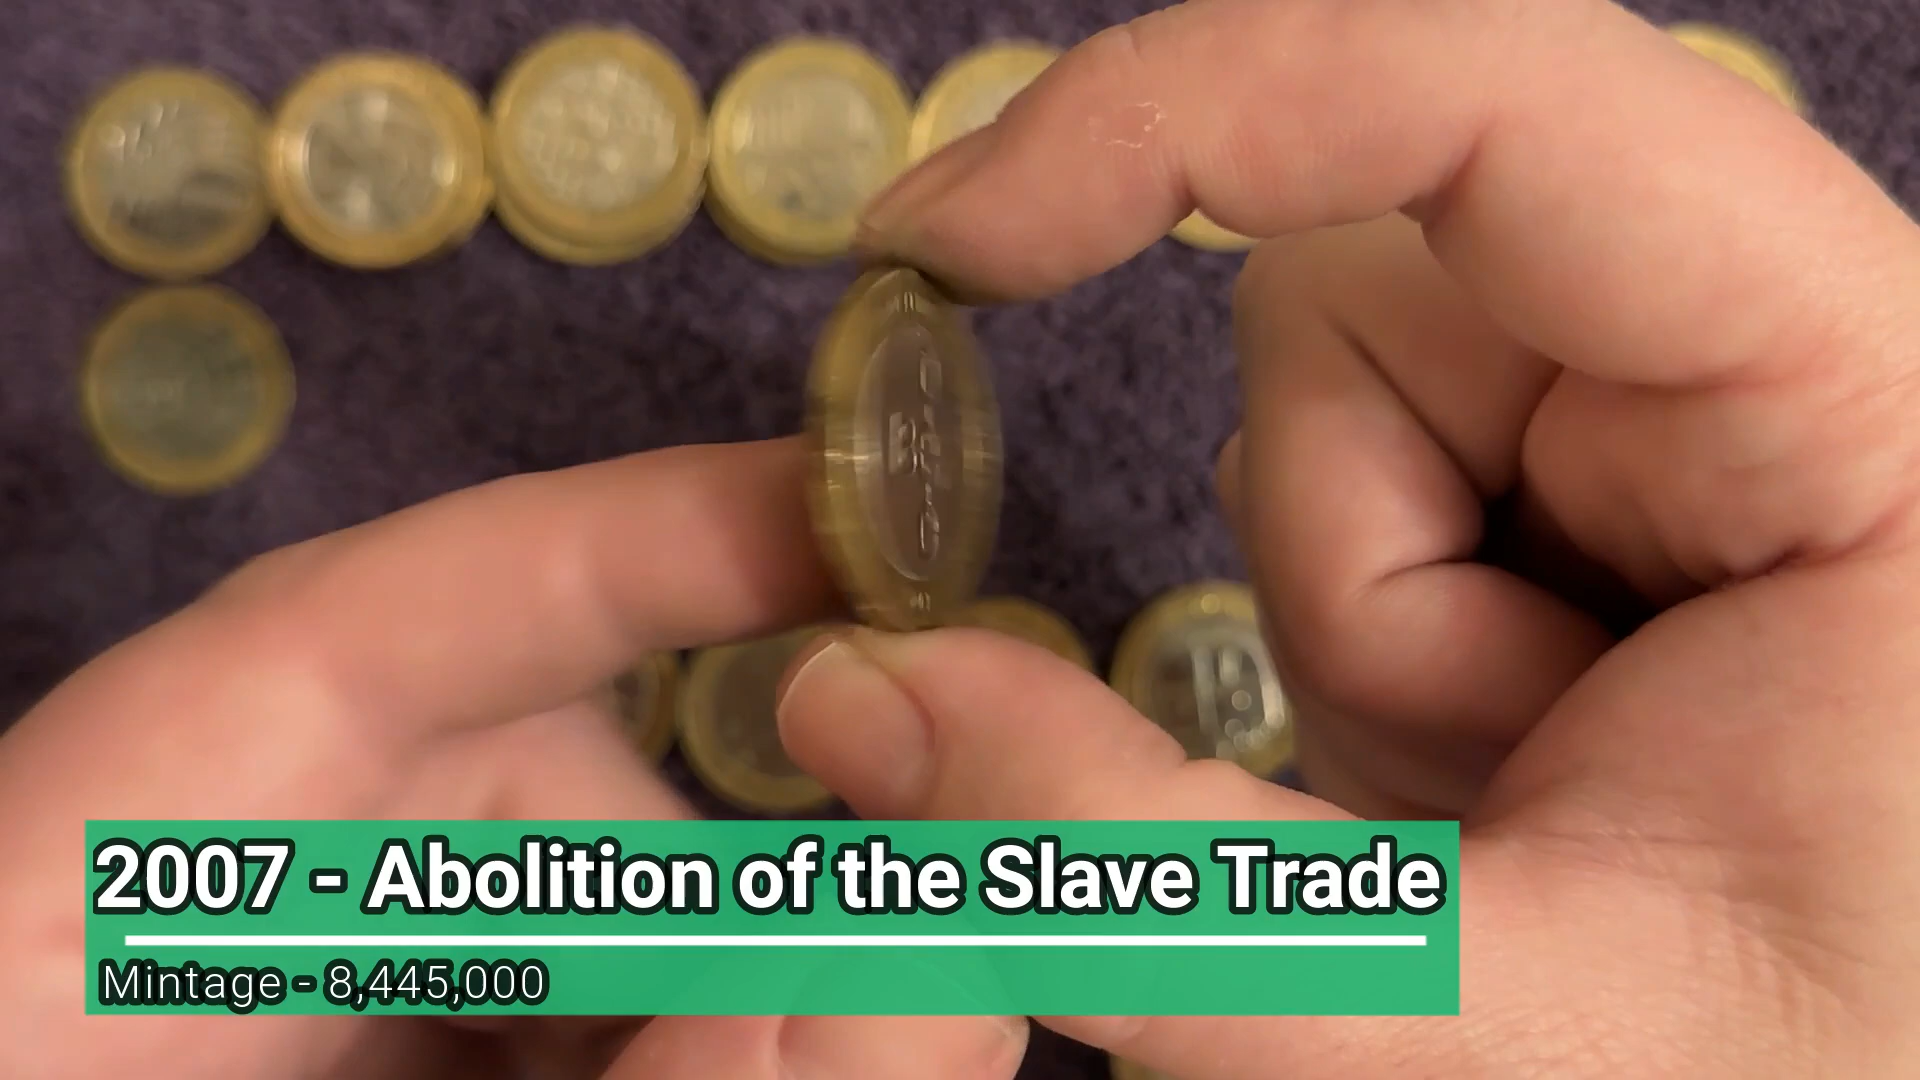 2007 - Abolition of the Slave Trade
Mintage - 8,445,000